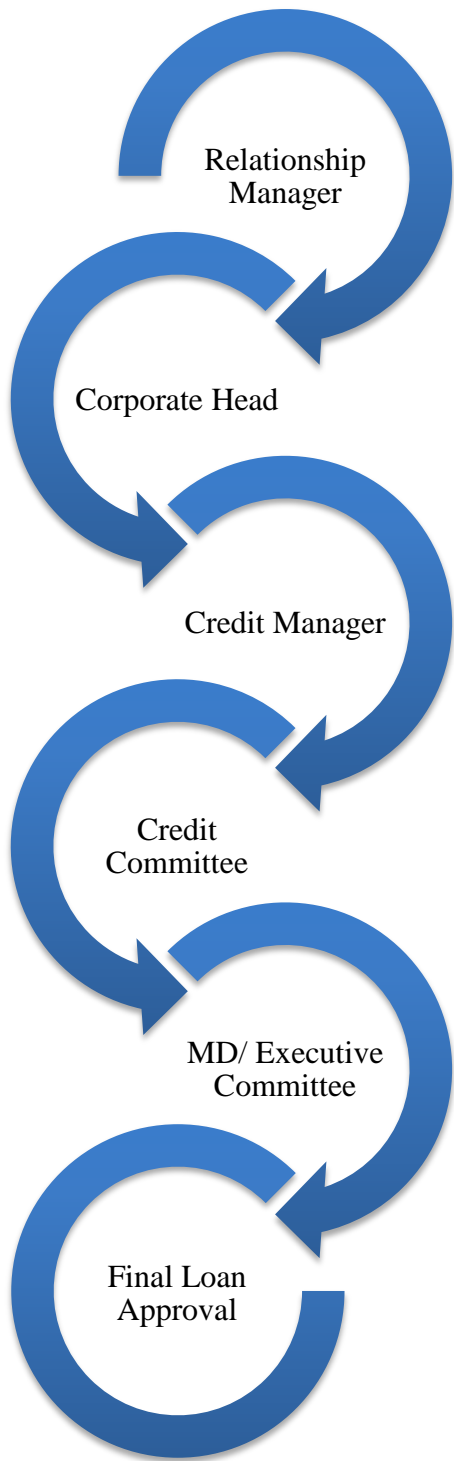 Relationship
Manager
Corporate Head
Credit Manager
Credit
Committee
MD/ Executive
Committee
Final Loan
Approval